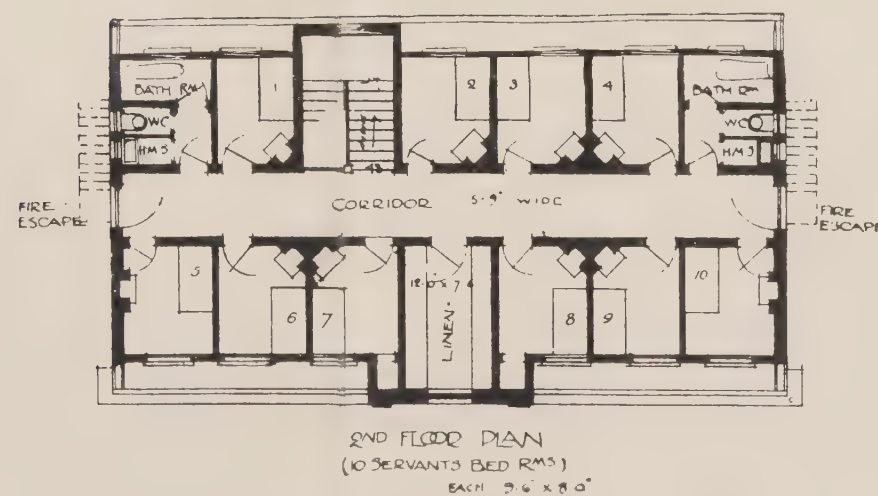 BATH RM
1
2
3
4
BATH RM
WC
WC
HMS
HMS
FIRE
ESCAPE
CORRIDOR 5'-9" WIDE
FIRE
ESCAPE
5
6
7
LINEN
8
9
10
2ND FLOOR PLAN
(10 SERVANTS BED RMS)
EACH 9'-6" X 8'-0"